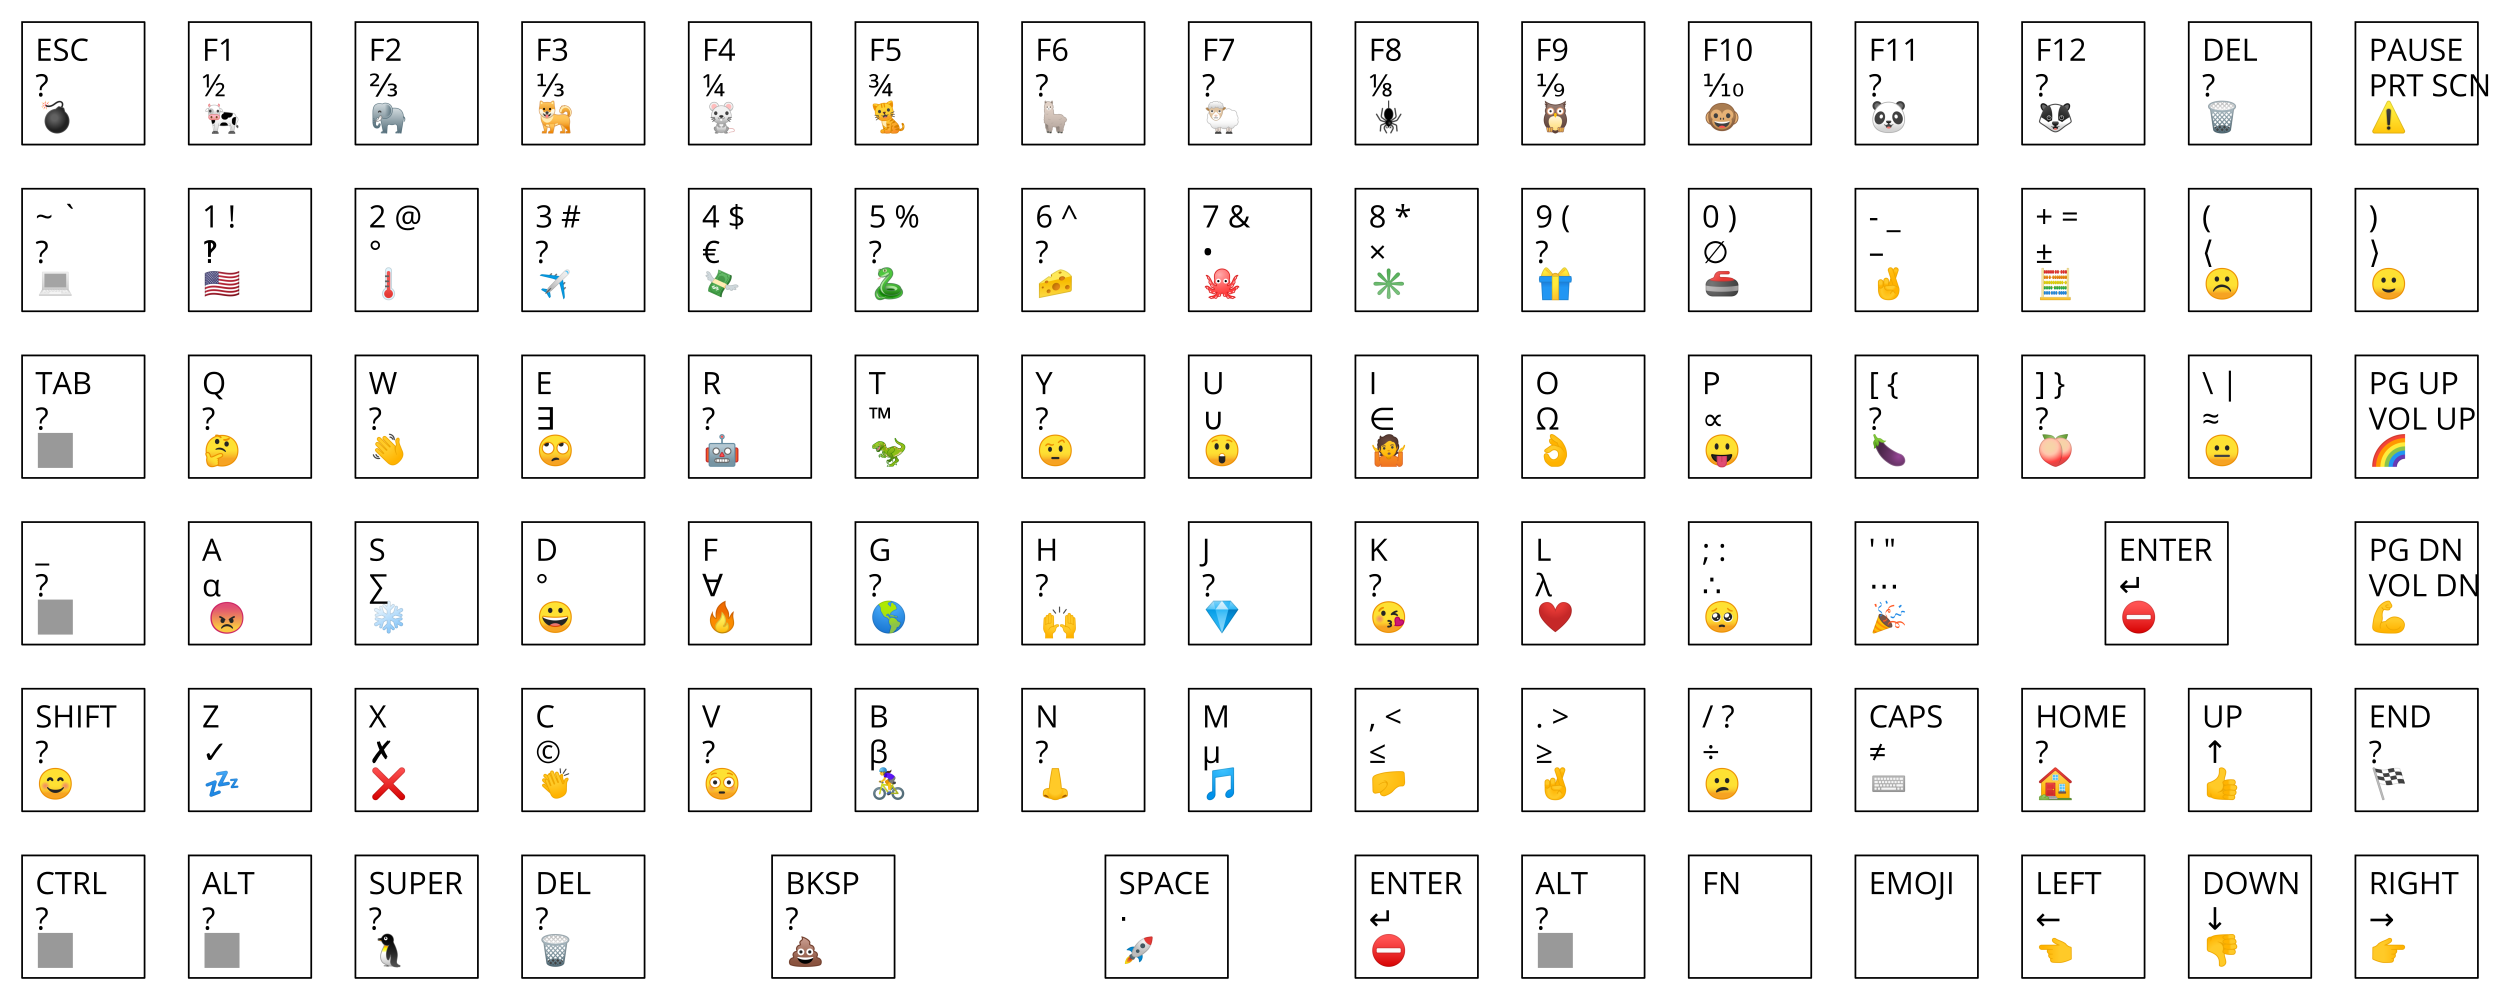 ESC F1 F2 F3 F4 F5 F6 F7 F8 F9 F10 F11 F12 DEL PAUSE
? ½ ⅔ ⅓ ¼ ¾ ? ? ⅛ ⅑ ⅒ ? ? ? PRT SCN
💣 🐄 🐘 🐕 🐁 🐈 🦙 🐑 🕷 🦉 🐵 🐼 🦡 🗑 ⚠
~ ` 1 ! 2 @ 3 # 4 $ 5 % 6 ^ 7 & 8 * 9 ( 0 ) - _ + = ( )
? ‽ ° ? € ? ? • × ? ∅ – ± ⟨ ⟩
💻 🇺🇸 🌡 ✈ 💸 🐍 🧀 🐙 ✳ 🎁 🥌 🤞 🧮 ☹ 🙂
TAB Q W E R T Y U I O P [ { ] } \ | PG UP
? ? ? ∃ ? ™ ? ∪ ∈ Ω ∝ ? ? ≈ VOL UP
🤔 👋 🙄 🤖 🦖 🤨 😲 🤷 👌 😛 🍆 🍑 😐 🌈
_ A S D F G H J K L ; : ' " ENTER PG DN
? α ∑ ° ∀ ? ? ? ? λ ∴ ⋯ ↵ VOL DN
😡 ❄ 😀 🔥 🌎 🙌 💎 😘 ❤ 🥺 🎉 ⛔ 💪
SHIFT Z X C V B N M , < . > / ? CAPS HOME UP END
? ✓ ✗ © ? β ? µ ≤ ≥ ÷ ≠ ? ↑ ?
😊 💤 ❌ 👏 😳 🚴‍♀️ 👃 🎵 🤛 🤞 😕 ⌨ 🏠 👍 🏁
CTRL ALT SUPER DEL BKSP SPACE ENTER ALT FN EMOJI LEFT DOWN RIGHT
? ? ? ? ? · ↵ ? ← ↓ →
🐧 🗑 💩 🚀 ⛔ 👈 👎 👉